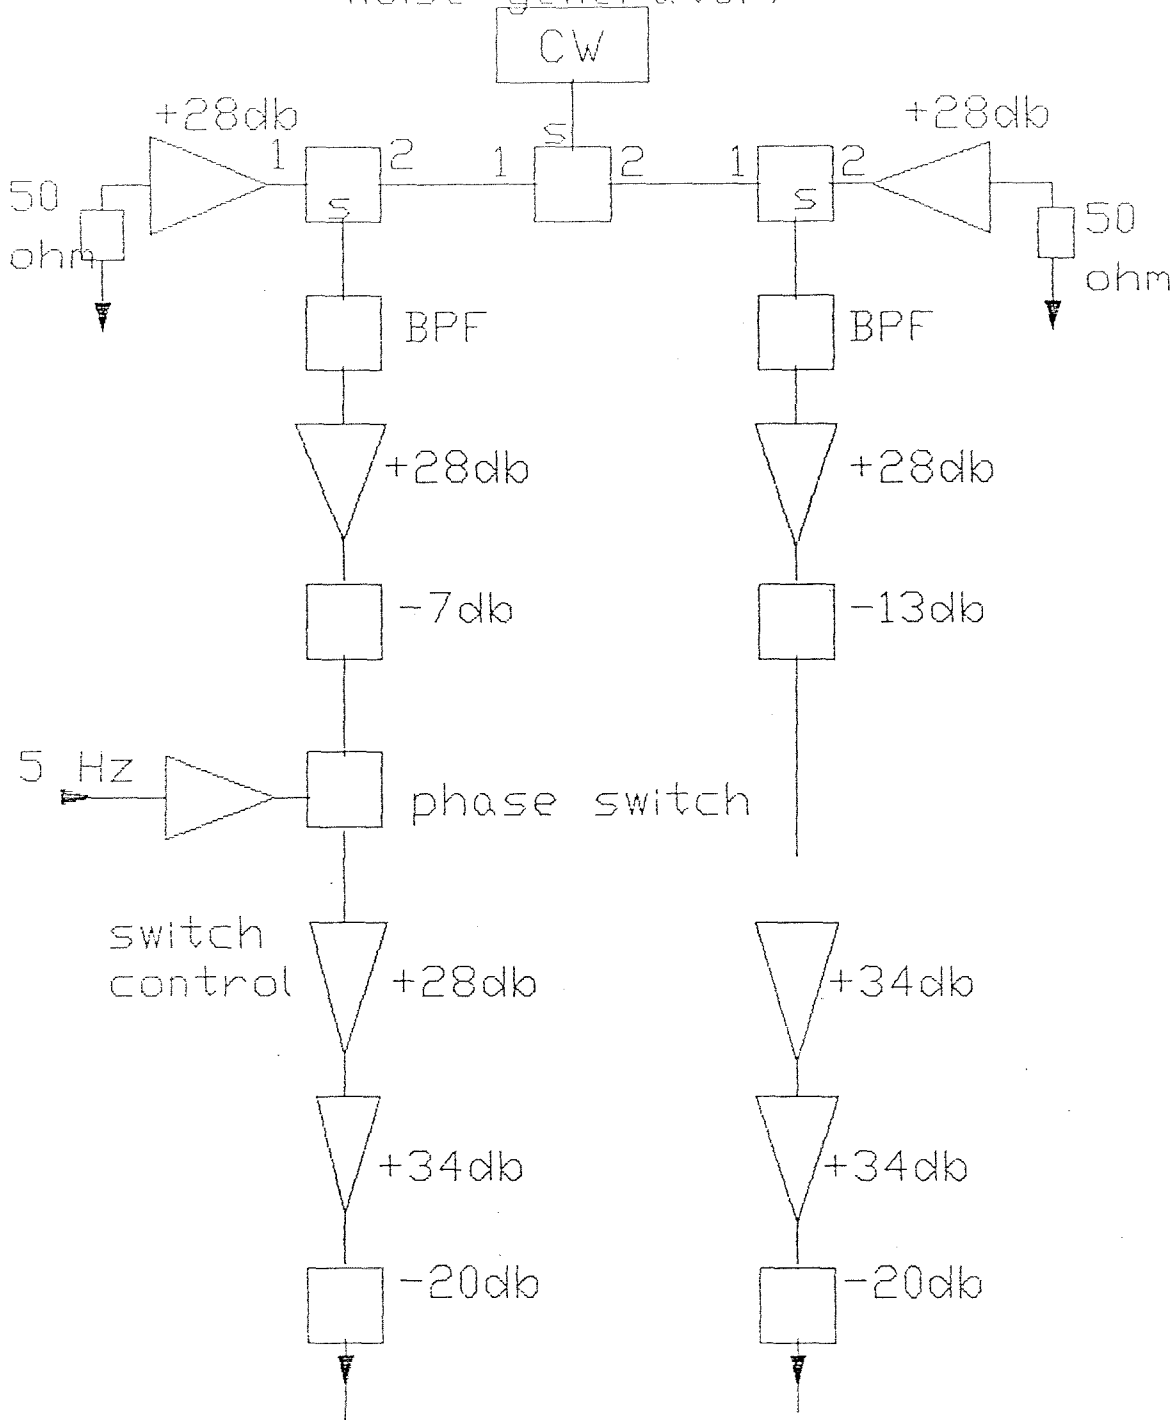 CW
+28db
+28db
s
1
2
1
2
1
2
s
s
50
ohm
50
ohm
BPF
BPF
+28db
+28db
-7db
-13db
5 Hz
phase switch
switch
control
+28db
+34db
+34db
+34db
-20db
-20db